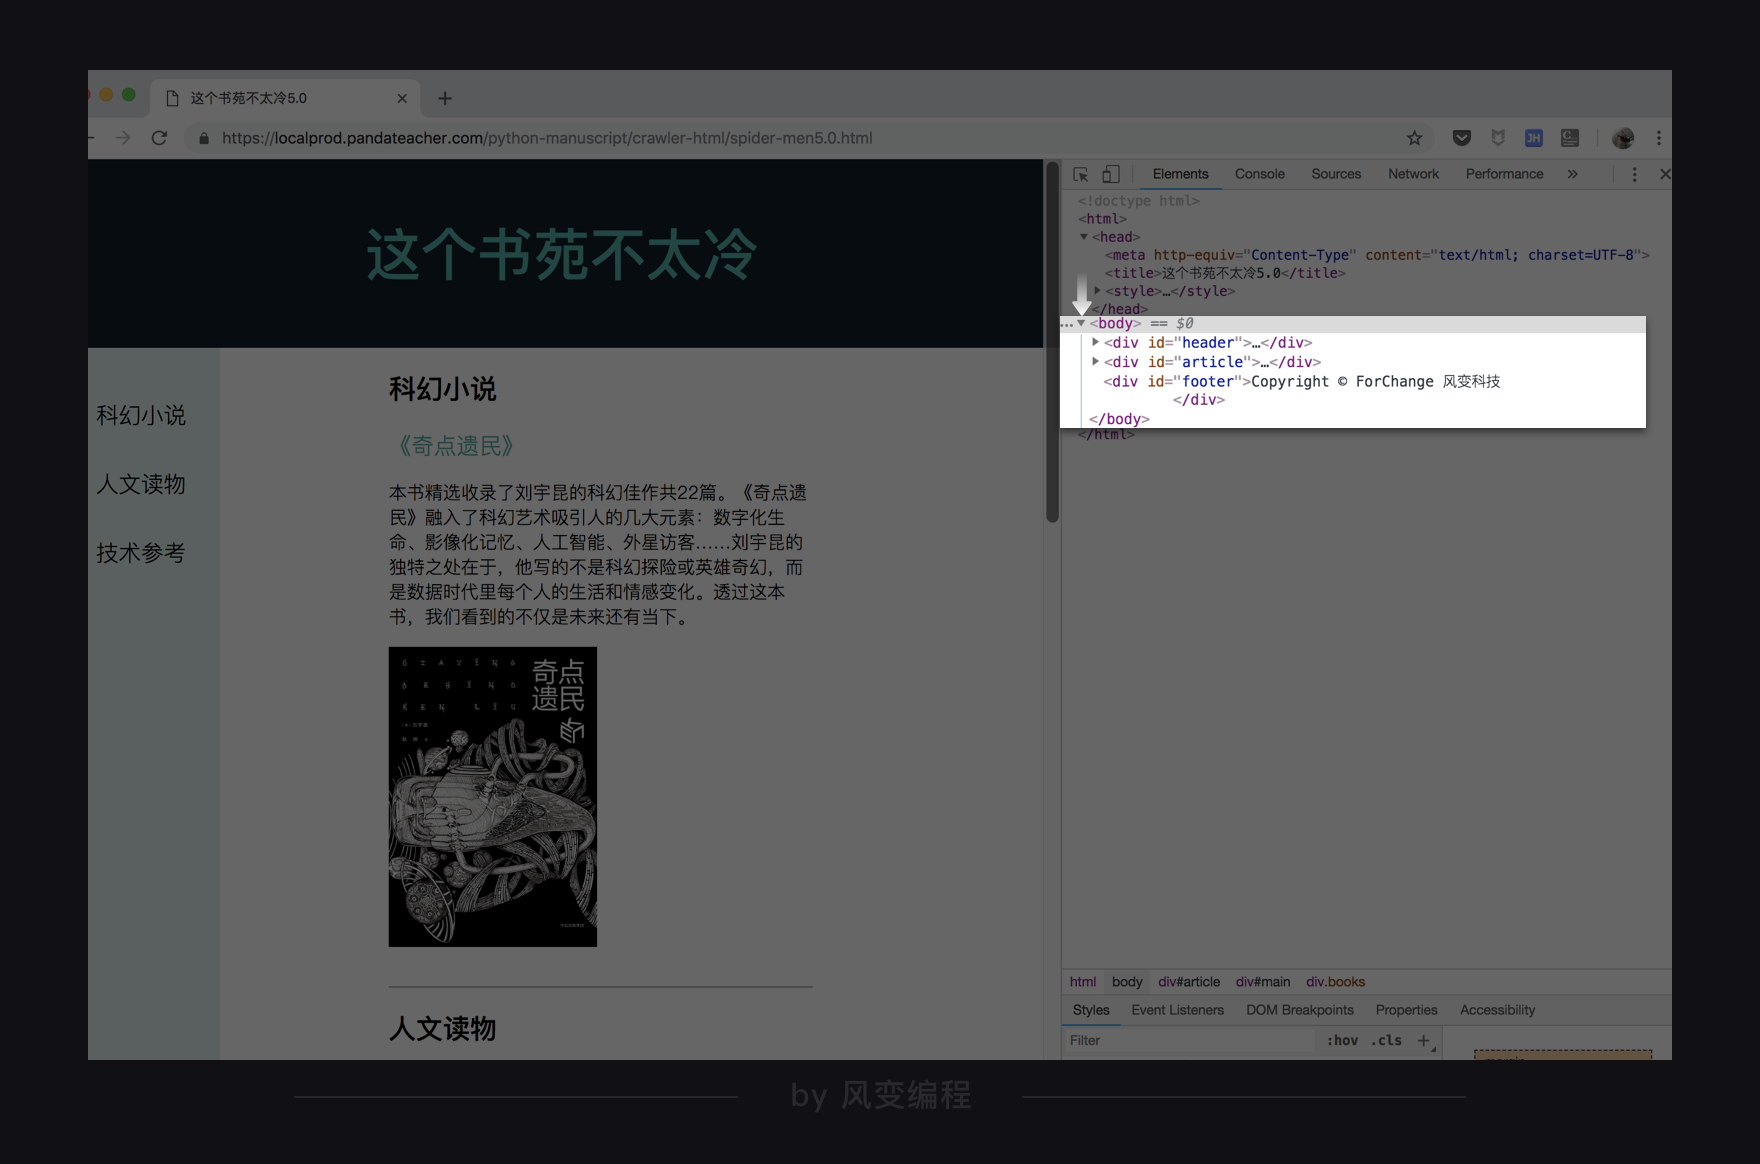 这个书苑不太冷5.0
https://localprod.pandateacher.com/python-manuscript/crawler-html/spider-men5.0.html
这个书苑不太冷
科幻小说
人文读物
技术参考
科幻小说
《奇点遗民》
本书精选收录了刘宇昆的科幻佳作共22篇。《奇点遗
民》融入了科幻艺术吸引人的几大元素：数字化生
命、影像化记忆、人工智能、外星访客……刘宇昆的
独特之处在于，他写的不是科幻探险或英雄奇幻，而
是数据时代里每个人的生活和情感变化。透过这本
书，我们看到的不仅是未来还有当下。
奇点
遗民
人文读物
Elements Console Sources Network Performance »
<!doctype html>
<html>
<head>
<meta http-equiv="Content-Type" content="text/html; charset=UTF-8">
<title>这个书苑不太冷5.0</title>
<style>…</style>
</head>
…<body> == $0
<div id="header">…</div>
<div id="article">…</div>
<div id="footer">Copyright © ForChange 风变科技
</div>
</body>
</html>
html body div#article div#main div.books
Styles Event Listeners DOM Breakpoints Properties Accessibility
Filter :hov .cls +
by 风变编程